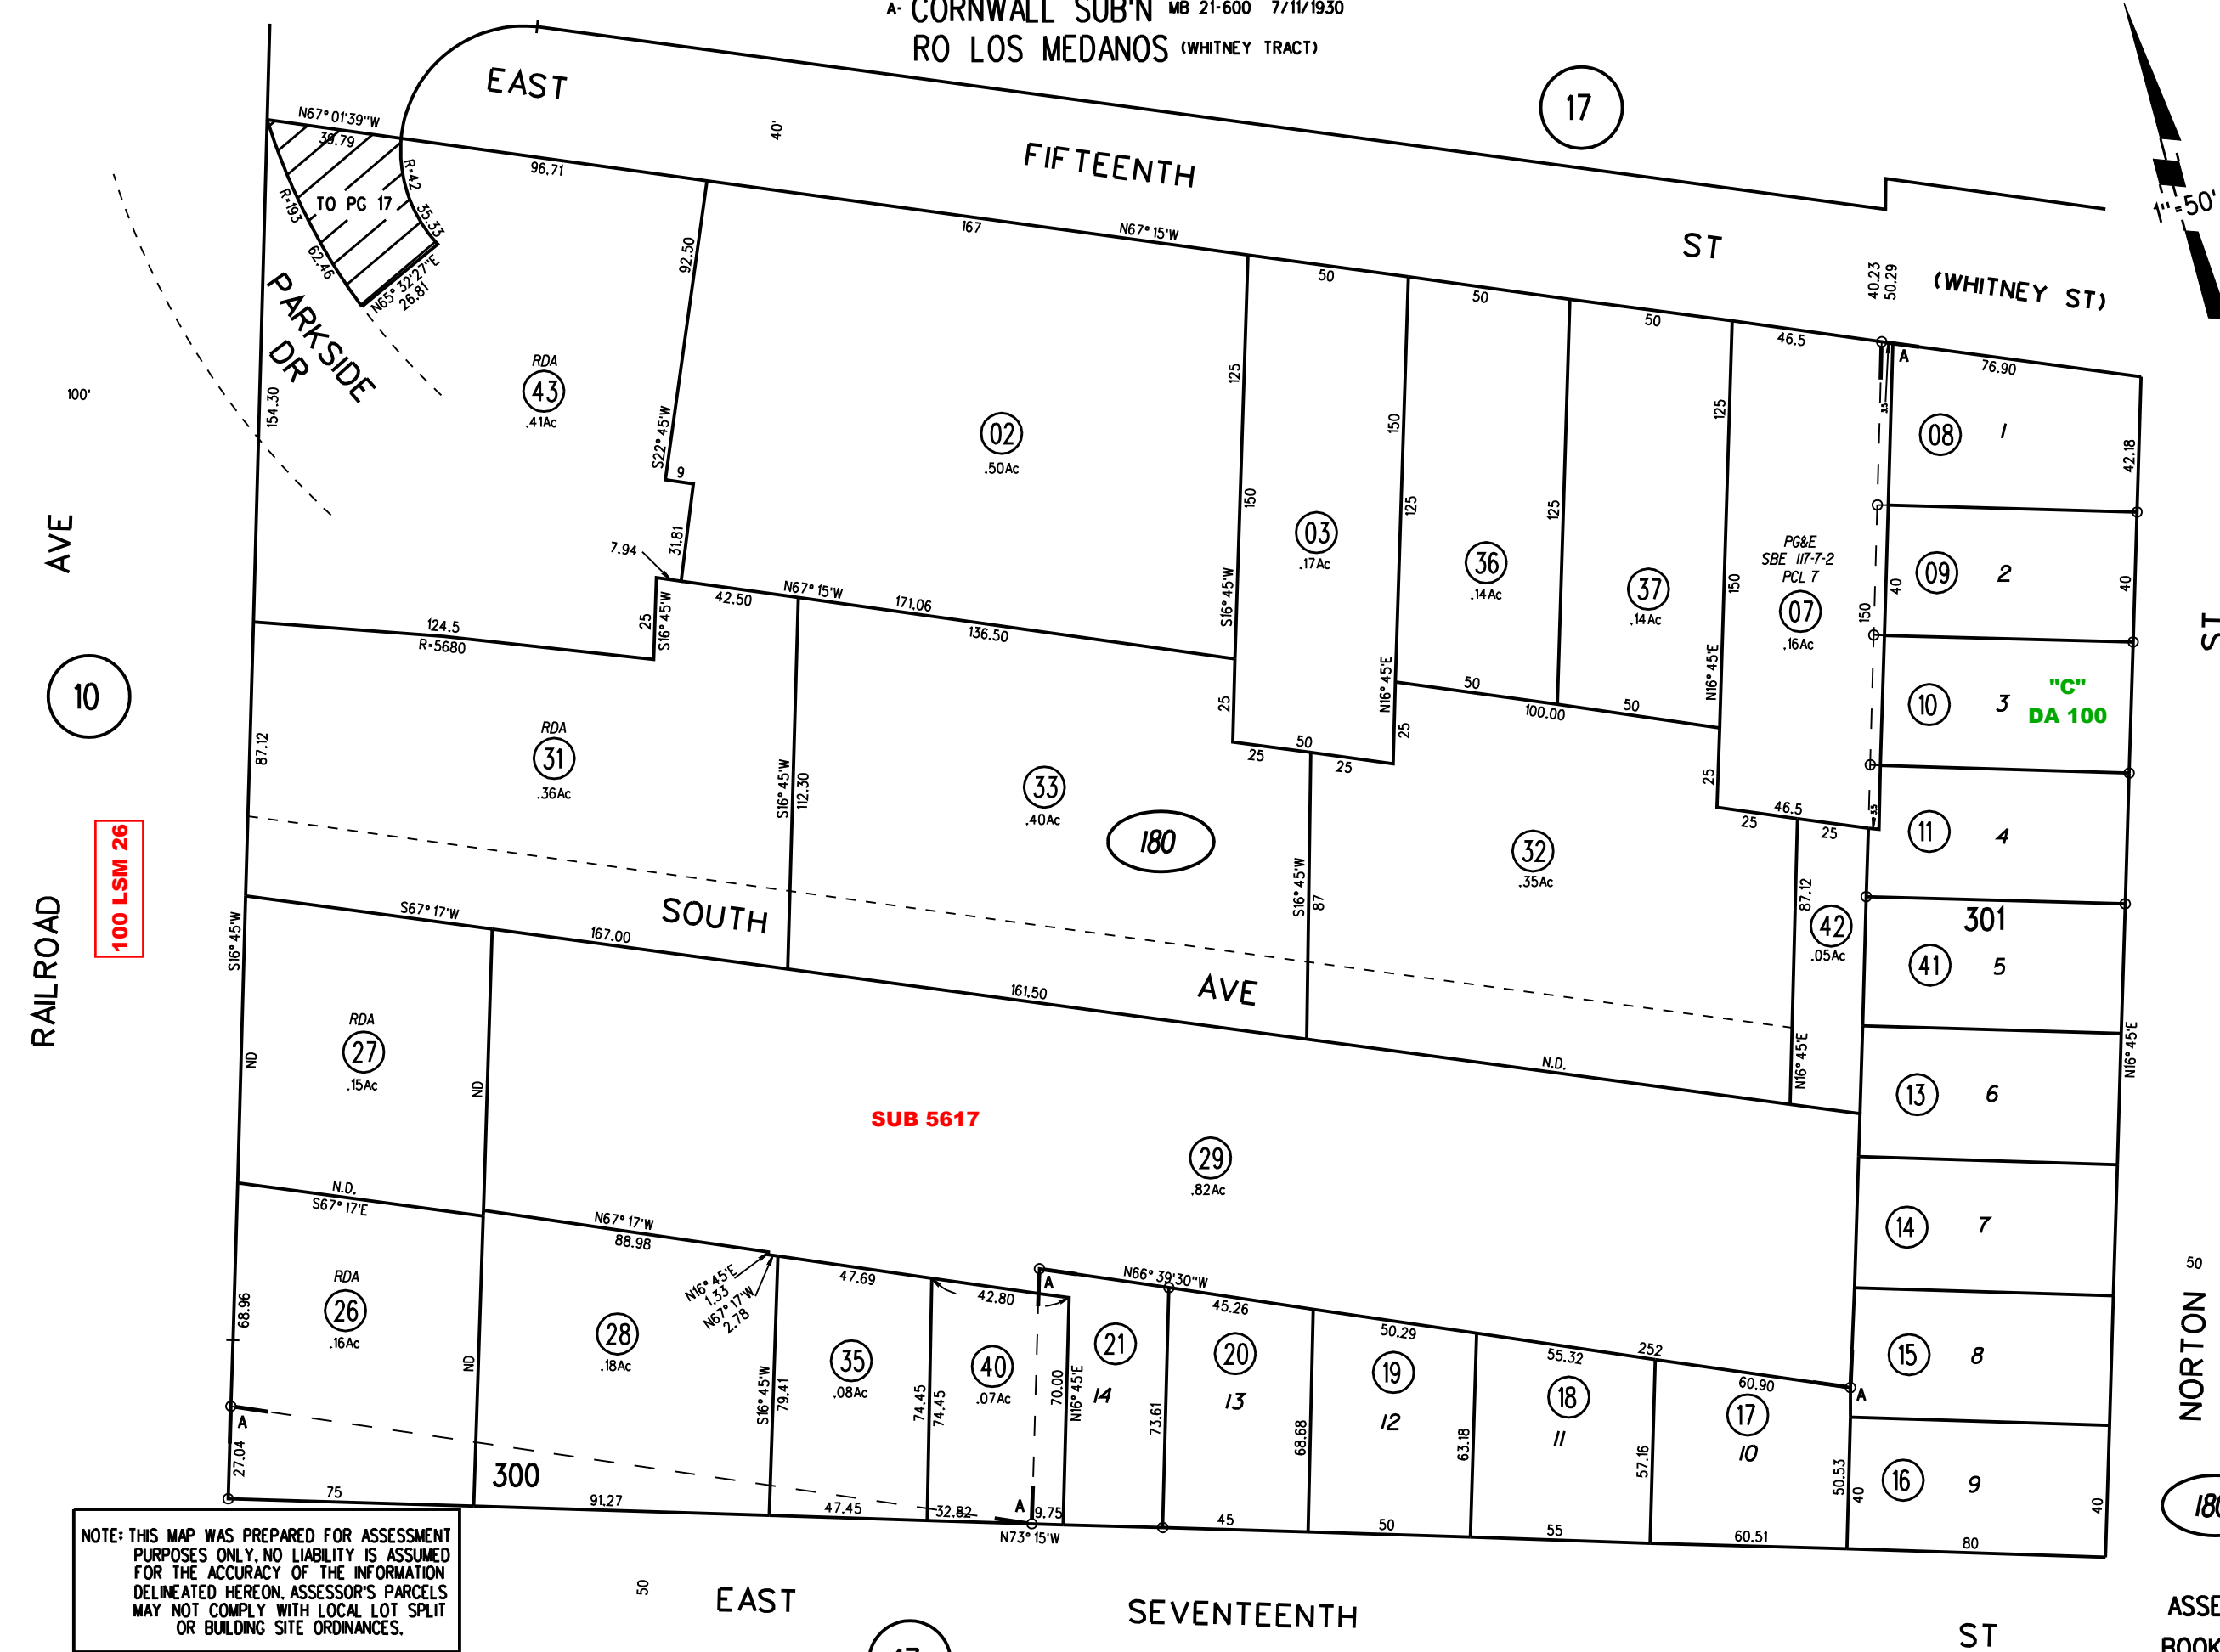 A- CORNWALL SUB'N MB 21-600 7/11/1930
RO LOS MEDANOS (WHITNEY TRACT)
17
EAST
FIFTEENTH
ST
(WHITNEY ST)
1"=50'
40'
N67°01'39"W
39.79
R=42
35.33
TO PG 17
R=193
62.46
N65°32'27"E
26.81
PARKSIDE
DR
96.71
167
N67°15'W
50
50
50
46.5
40.23
50.29
A
76.90
100'
154.30
RDA
43
.41Ac
92.50
S22°45'W
9
31.81
7.94
25
S16°45'W
02
.50Ac
125
150
S16°45'W
25
03
.17Ac
150
125
N16°45'E
25
36
.14Ac
125
37
.14Ac
125
150
N16°45'E
25
PG&E
SBE 117-7-2
PCL 7
07
.16Ac
3.5
150
40
3.5
08
1
42.18
09
2
40
10
3
"C"
DA 100
11
4
301
41
5
13
6
14
7
15
8
16
9
N16°45'E
40
40
80
ST
50
NORTON
180
AVE
10
RAILROAD
100 LSM 26
124.5
R=5680
42.50
N67°15'W
171.06
136.50
50
25
25
50
100.00
50
46.5
25
25
87.12
RDA
31
.36Ac
S16°45'W
112.30
33
.40Ac
180
S16°45'W
87
32
.35Ac
87.12
42
.05Ac
N16°45'E
S67°17'W
167.00
SOUTH
161.50
AVE
N.D.
S16°45'W
ND
RDA
27
.15Ac
ND
SUB 5617
29
.82Ac
N.D.
S67°17'E
N67°17'W
88.98
N16°45'E
1.33
N67°17'W
2.78
47.69
42.80
A
N66°39'30"W
45.26
50.29
55.32
252
60.90
A
68.96
RDA
26
.16Ac
ND
28
.18Ac
S16°45'W
79.41
35
.08Ac
74.45
74.45
40
.07Ac
70.00
N16°45'E
21
14
73.61
20
13
68.68
19
12
63.18
18
11
57.16
17
10
50.53
A
27.04
75
300
91.27
47.45
32.82
A
9.75
N73°15'W
45
50
55
60.51
NOTE: THIS MAP WAS PREPARED FOR ASSESSMENT
PURPOSES ONLY. NO LIABILITY IS ASSUMED
FOR THE ACCURACY OF THE INFORMATION
DELINEATED HEREON. ASSESSOR'S PARCELS
MAY NOT COMPLY WITH LOCAL LOT SPLIT
OR BUILDING SITE ORDINANCES.
50
EAST
SEVENTEENTH
ST